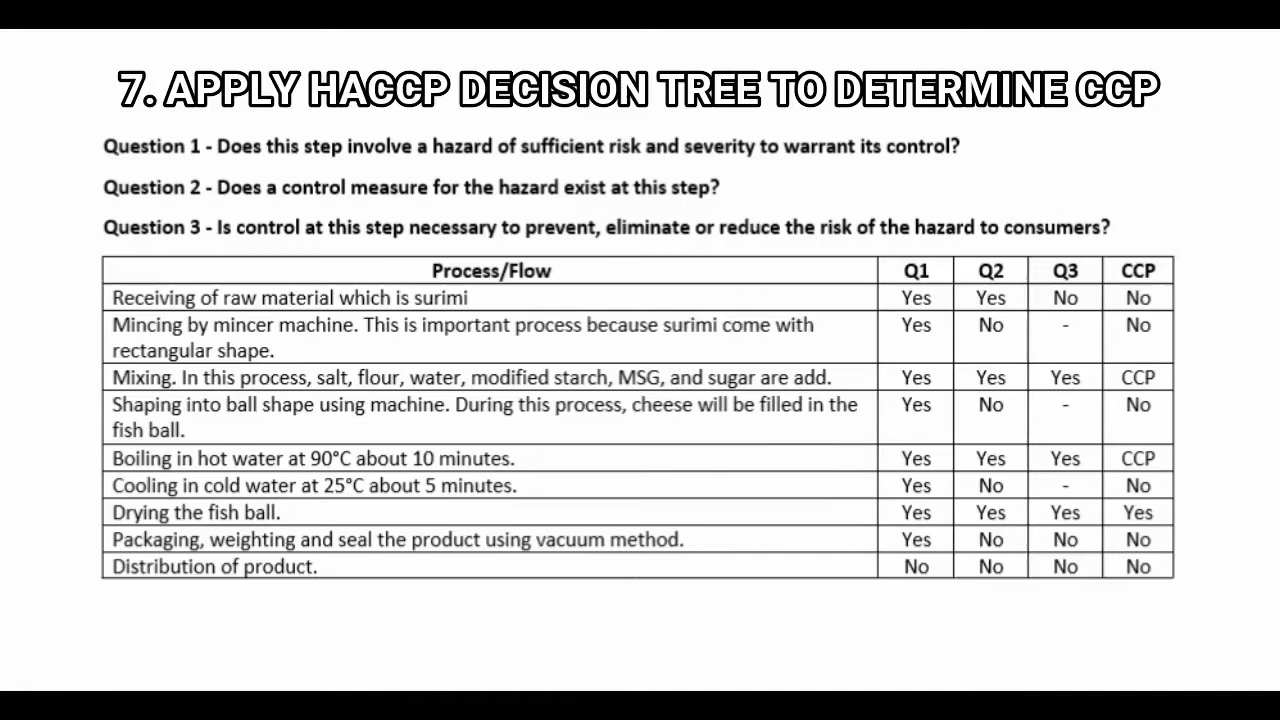 7. APPLY HACCP DECISION TREE TO DETERMINE CCP
Question 1 - Does this step involve a hazard of sufficient risk and severity to warrant its control?
Question 2 - Does a control measure for the hazard exist at this step?
Question 3 - Is control at this step necessary to prevent, eliminate or reduce the risk of the hazard to consumers?
Process/Flow Q1 Q2 Q3 CCP
Receiving of raw material which is surimi Yes Yes No No
Mincing by mincer machine. This is important process because surimi come with Yes No - No
rectangular shape.
Mixing. In this process, salt, flour, water, modified starch, MSG, and sugar are add. Yes Yes Yes CCP
Shaping into ball shape using machine. During this process, cheese will be filled in the Yes No - No
fish ball.
Boiling in hot water at 90°C about 10 minutes. Yes Yes Yes CCP
Cooling in cold water at 25°C about 5 minutes. Yes No - No
Drying the fish ball. Yes Yes Yes Yes
Packaging, weighting and seal the product using vacuum method. Yes No No No
Distribution of product. No No No No